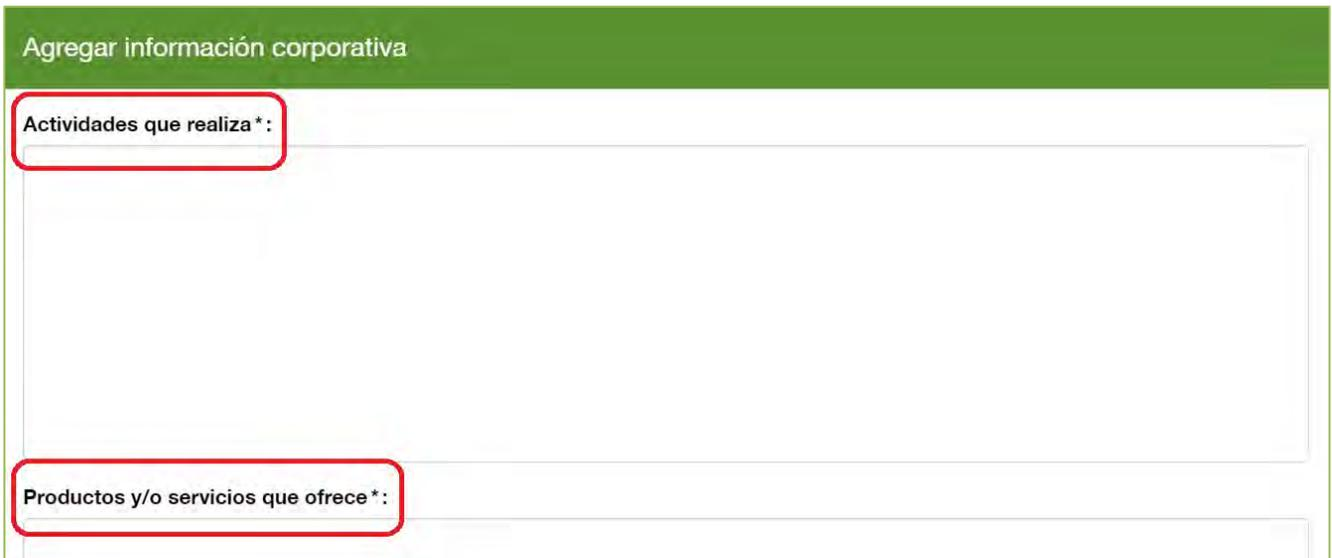 Agregar información corporativa
Actividades que realiza*:
Productos y/o servicios que ofrece*: